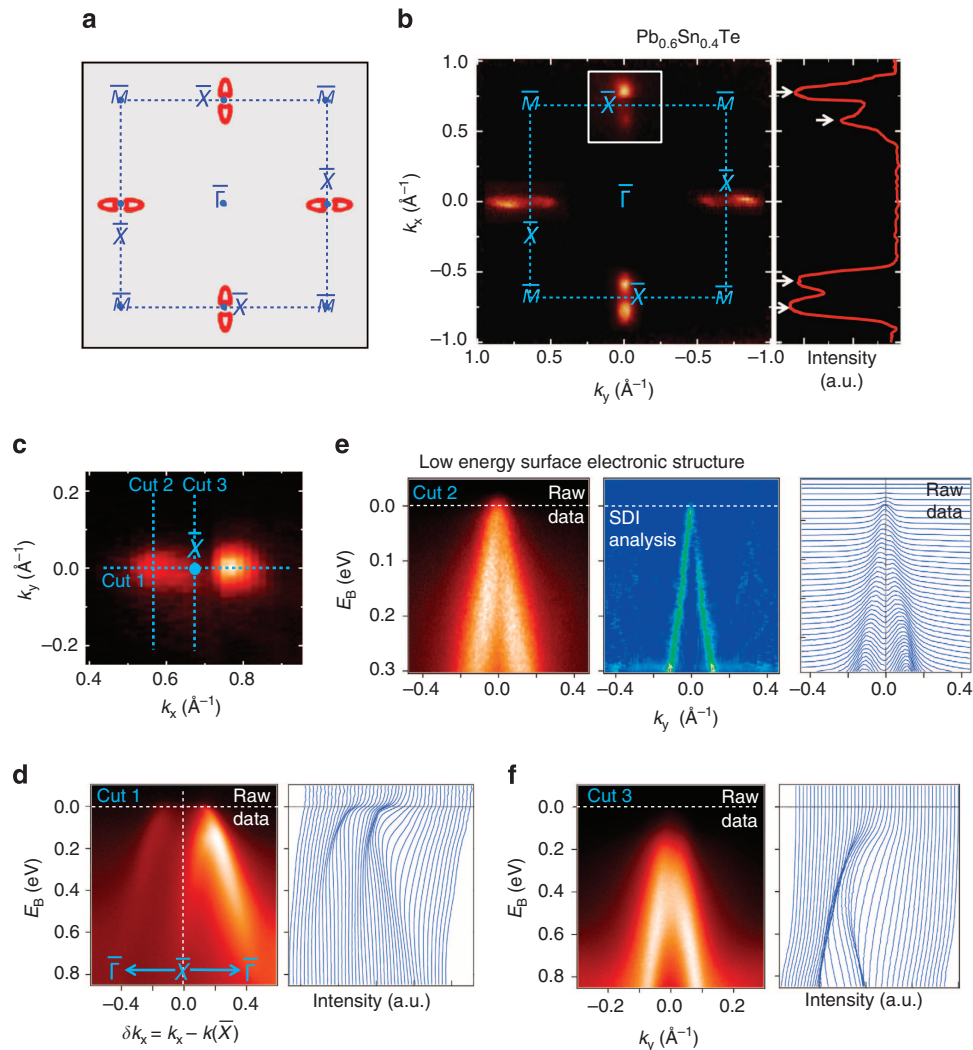 a
M̅ X̅ M̅
X̅
Γ̅
X̅
M̅ X̅ M̅
b
Pb0.6Sn0.4Te
1.0
0.5
0.0
−0.5
−1.0
kx (Å−1)
M̅ X̅ M̅
X̅
Γ̅
X̅
M̅ X̅ M̅
1.0 0.5 0.0 −0.5 −1.0
ky (Å−1)
Intensity
(a.u.)
c
0.2
0.0
−0.2
ky (Å−1)
Cut 2 Cut 3
X̅
Cut 1
0.4 0.6 0.8
kx (Å−1)
e
Low energy surface electronic structure
Cut 2 Raw
data
SDI
analysis
Raw
data
0.0
0.1
0.2
0.3
EB (eV)
−0.4 0.0 0.4
−0.4 0.0 0.4
−0.4 0.0 0.4
ky (Å−1)
d
Cut 1 Raw
data
0.0
0.2
0.4
0.6
0.8
EB (eV)
Γ̅ X̅ Γ̅
−0.4 0.0 0.4
δkx = kx − k(X̅)
Intensity (a.u.)
f
Cut 3 Raw
data
0.0
0.2
0.4
0.6
0.8
EB (eV)
−0.2 0.0 0.2
ky (Å−1)
Intensity (a.u.)